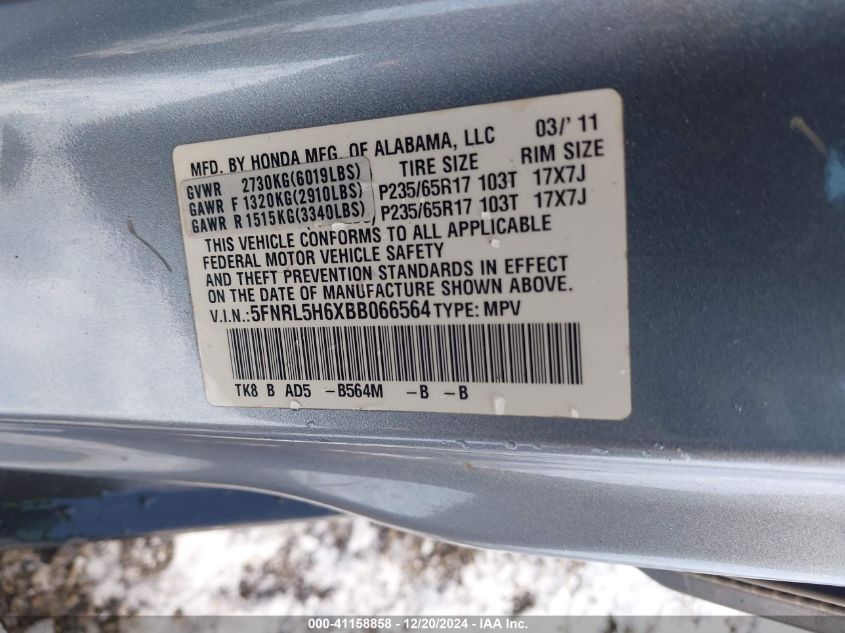 MFD. BY HONDA MFG. OF ALABAMA, LLC 03/'11
TIRE SIZE RIM SIZE
GVWR 2730KG(6019LBS)
GAWR F 1320KG(2910LBS) P235/65R17 103T 17X7J
GAWR R 1515KG(3340LBS) P235/65R17 103T 17X7J
THIS VEHICLE CONFORMS TO ALL APPLICABLE
FEDERAL MOTOR VEHICLE SAFETY
AND THEFT PREVENTION STANDARDS IN EFFECT
ON THE DATE OF MANUFACTURE SHOWN ABOVE.
V.I.N.:5FNRL5H6XBB066564 TYPE: MPV
TK8 B AD5 -B564M -B -B
000-41158858 - 12/20/2024 - © IAA Inc.